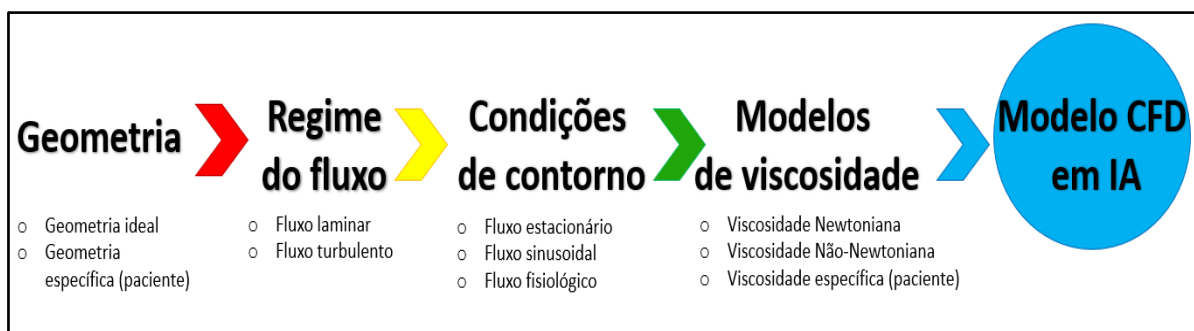 Geometria
○ Geometria ideal
○ Geometria
específica (paciente)
Regime
do fluxo
○ Fluxo laminar
○ Fluxo turbulento
Condições
de contorno
○ Fluxo estacionário
○ Fluxo sinusoidal
○ Fluxo fisiológico
Modelos
de viscosidade
○ Viscosidade Newtoniana
○ Viscosidade Não-Newtoniana
○ Viscosidade específica (paciente)
Modelo CFD
em IA